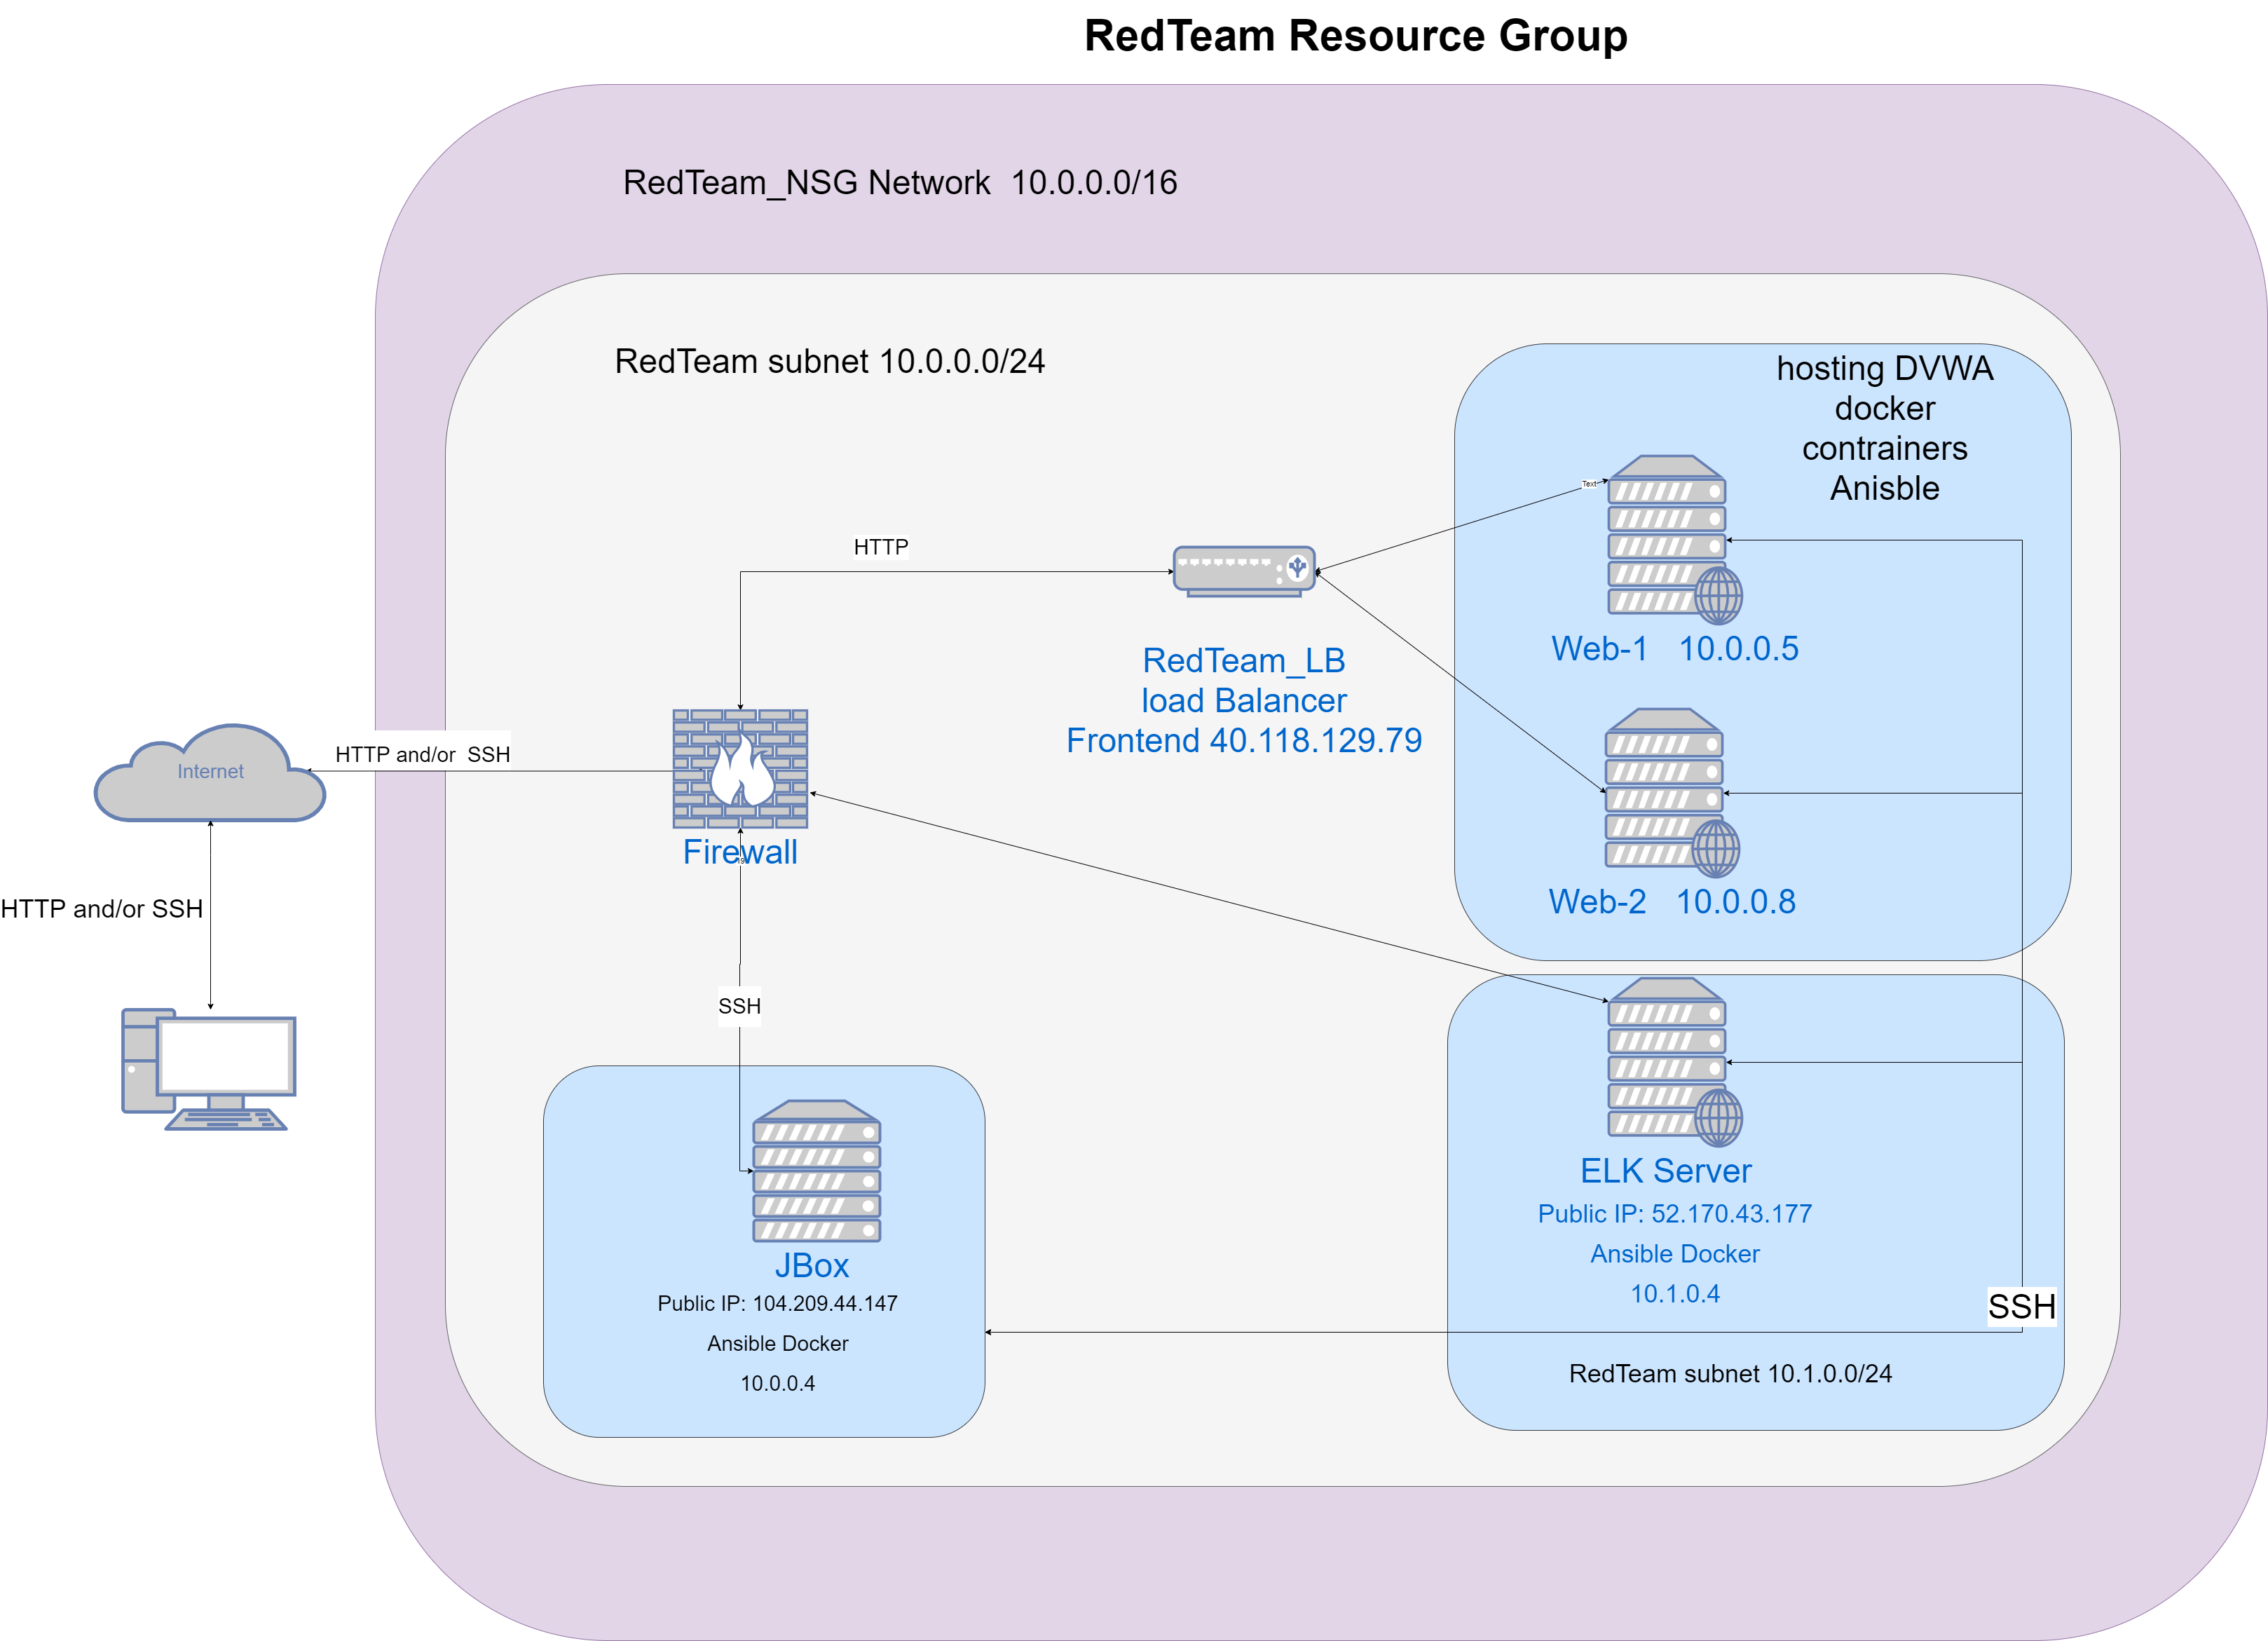 RedTeam Resource Group
RedTeam_NSG Network 10.0.0.0/16
RedTeam subnet 10.0.0.0/24
hosting DVWA
docker
contrainers
Anisble
Text
HTTP
Web-1 10.0.0.5
RedTeam_LB
load Balancer
Frontend 40.118.129.79
HTTP and/or SSH
Internet
Firewall
Web-2 10.0.0.8
HTTP and/or SSH
SSH
ELK Server
Public IP: 52.170.43.177
Ansible Docker
10.1.0.4
SSH
JBox
Public IP: 104.209.44.147
Ansible Docker
10.0.0.4
RedTeam subnet 10.1.0.0/24